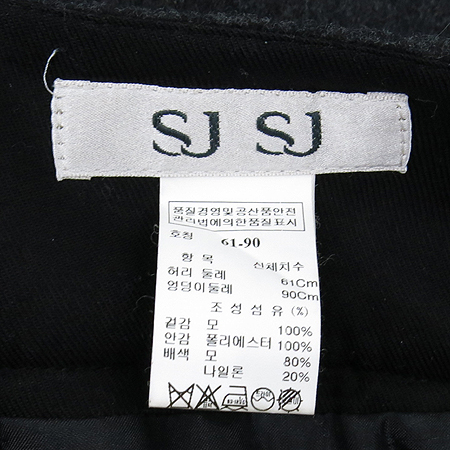 SJ SJ
품질경영및공산품안전
관리법에의한품질표시
호칭 61-90
항 목 신체치수
허리 둘레 61Cm
엉덩이둘레 90Cm
조성섬유(%)
겉감 모 100%
안감 폴리에스터 100%
배색 모 80%
나일론 20%